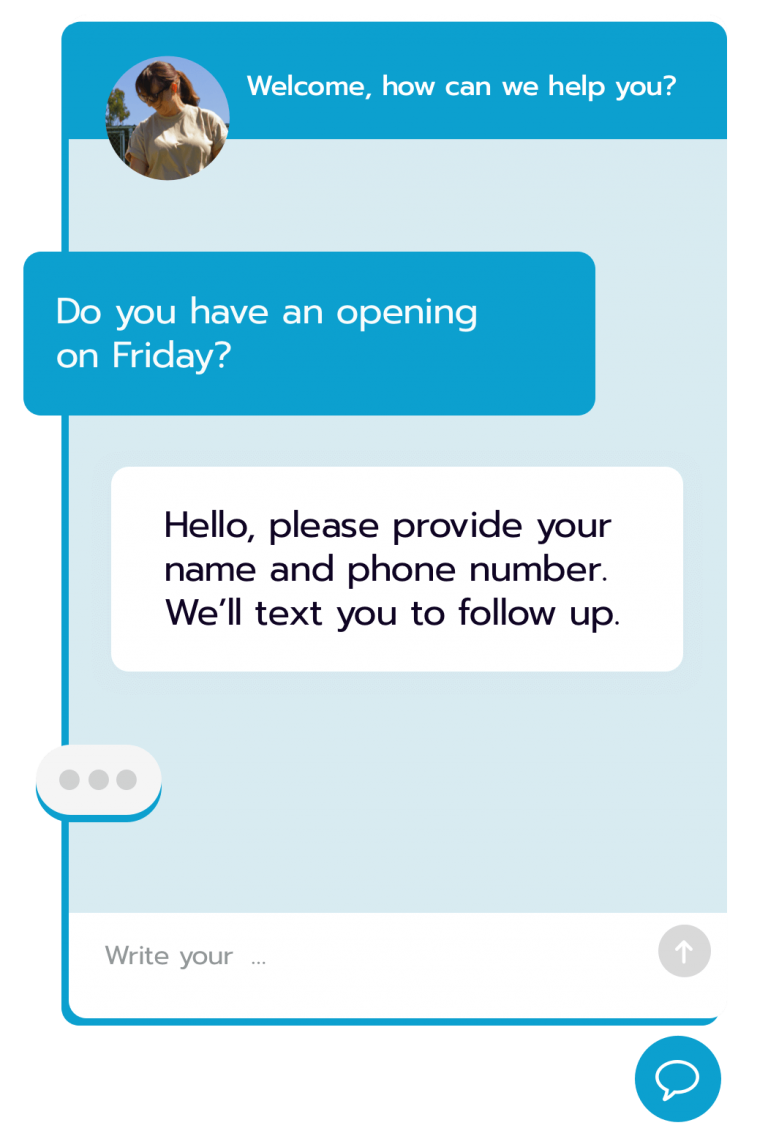 Welcome, how can we help you?
Do you have an opening
on Friday?
Hello, please provide your
name and phone number.
We’ll text you to follow up.
Write your ...